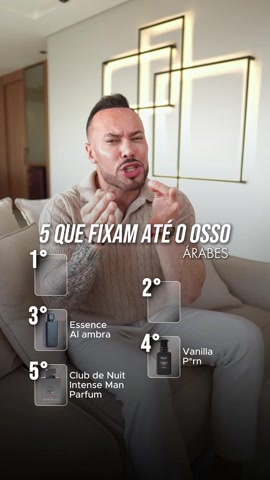 5 QUE FIXAM ATÉ O OSSO
ÁRABES
1°
2°
3°
Essence
Al ambra
4°
Vanilla
P*rn
5°
Club de Nuit
Intense Man
Parfum